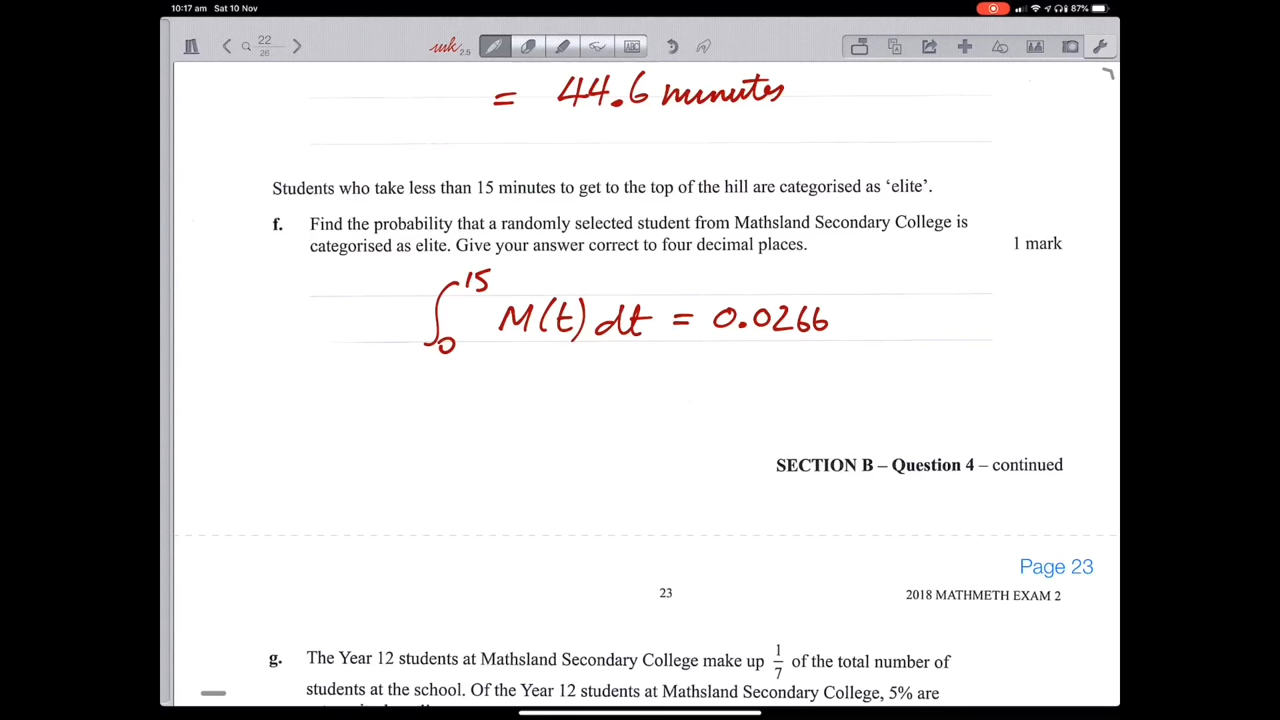 10:17 am Sat 10 Nov
87%
22
26
2.5
ABC
= 44.6 minutes
Students who take less than 15 minutes to get to the top of the hill are categorised as ‘elite’.
f. Find the probability that a randomly selected student from Mathsland Secondary College is
categorised as elite. Give your answer correct to four decimal places. 1 mark
∫₀¹⁵ M(t) dt = 0.0266
SECTION B – Question 4 – continued
Page 23
23
2018 MATHMETH EXAM 2
g. The Year 12 students at Mathsland Secondary College make up 1/7 of the total number of
students at the school. Of the Year 12 students at Mathsland Secondary College, 5% are